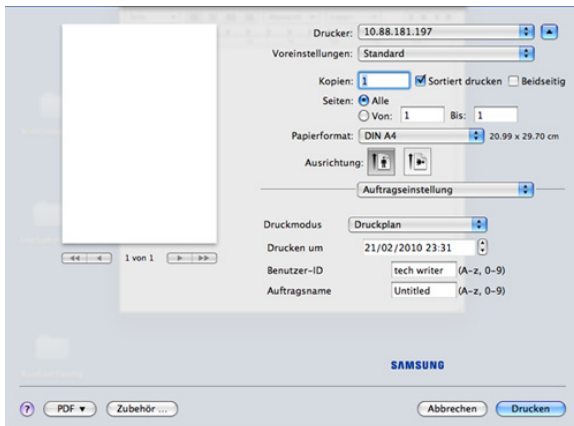 Drucker: 10.88.181.197
Voreinstellungen: Standard
Kopien: 1 Sortiert drucken Beidseitig
Seiten: Alle
Von: 1 Bis: 1
Papierformat: DIN A4 20.99 x 29.70 cm
Ausrichtung:
Auftragseinstellung
Druckmodus Druckplan
Drucken um 21/02/2010 23:31
1 von 1
Benutzer-ID tech writer (A-z, 0-9)
Auftragsname Untitled (A-z, 0-9)
SAMSUNG
? PDF Zubehör ... Abbrechen Drucken